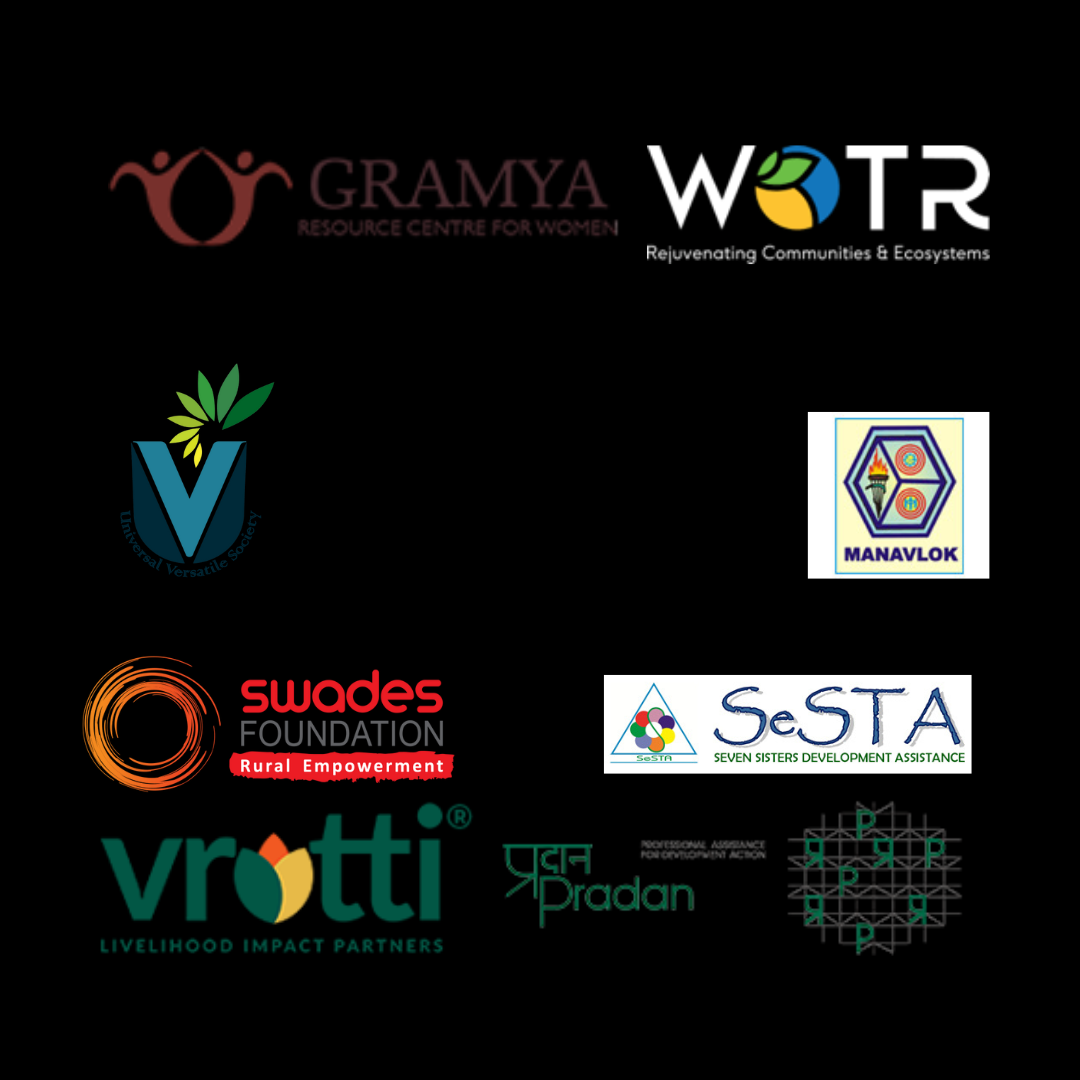 GRAMYA
RESOURCE CENTRE FOR WOMEN
WOTR
Rejuvenating Communities & Ecosystems
V
Universal Versatile Society
MANAVLOK
swades
FOUNDATION
Rural Empowerment
SeSTA
SeSTA
SEVEN SISTERS DEVELOPMENT ASSISTANCE
vrutti®
LIVELIHOOD IMPACT PARTNERS
प्रदान
Pradan
PROFESSIONAL ASSISTANCE
FOR DEVELOPMENT ACTION
P
प्र प्र P
P
प्र प्र
P